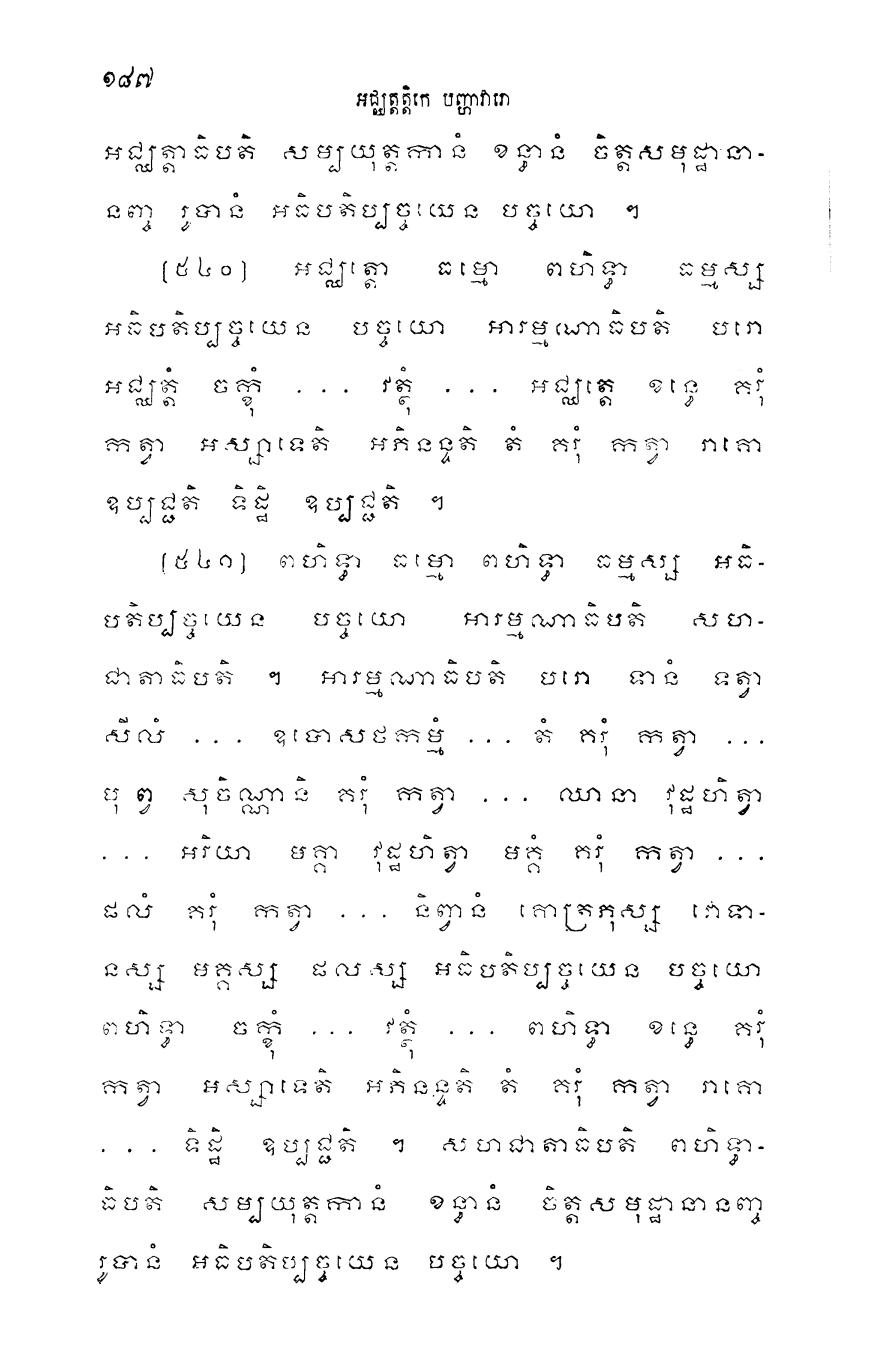 ១៨៧
អជ្ឈត្តត្តិកេ បញ្ហាវារោ
អជ្ឈត្តាធិបតិ សម្បយុត្តកានំ ខន្ធានំ ចិត្តសមុដ្ឋានា-
នញ្ច រូបានំ អធិបតិប្បច្ចយេន បច្ចយោ ។
[៥៤០] អជ្ឈត្តោ ធម្មោ ពហិទ្ធា ធម្មស្ស
អធិបតិប្បច្ចយេន បច្ចយោ អារម្មណាធិបតិ បរោ
អជ្ឈត្តំ ចក្ខុំ ... វត្ថុំ ... អជ្ឈត្តេ ខន្ធេ គរុំ
កត្វា អស្សាទេតិ អភិនន្ទតិ តំ គរុំ កត្វា រាគោ
ឧប្បជ្ជតិ ទិដ្ឋិ ឧប្បជ្ជតិ ។
[៥៤១] ពហិទ្ធា ធម្មោ ពហិទ្ធា ធម្មស្ស អធិ-
បតិប្បច្ចយេន បច្ចយោ អារម្មណាធិបតិ សហ-
ជាតាធិបតិ ។ អារម្មណាធិបតិ បរោ ទានំ ទត្វា
សីលំ ... ឧបោសថកម្មំ ... តំ គរុំ កត្វា ...
បុព្វ សុចិណ្ណានិ គរុំ កត្វា ... ឈានា វុដ្ឋហិត្វា
... អរិយា មគ្គា វុដ្ឋហិត្វា មគ្គំ គរុំ កត្វា ...
ផលំ គរុំ កត្វា ... និព្វានំ គោត្រភុស្ស វោទា-
នស្ស មគ្គស្ស ផលស្ស អធិបតិប្បច្ចយេន បច្ចយោ
ពហិទ្ធា ចក្ខុំ ... វត្ថុំ ... ពហិទ្ធា ខន្ធេ គរុំ
កត្វា អស្សាទេតិ អភិនន្ទតិ តំ គរុំ កត្វា រាគោ
... ទិដ្ឋិ ឧប្បជ្ជតិ ។ សហជាតាធិបតិ ពហិទ្ធា-
ធិបតិ សម្បយុត្តកានំ ខន្ធានំ ចិត្តសមុដ្ឋានានញ្ច
រូបានំ អធិបតិប្បច្ចយេន បច្ចយោ ។